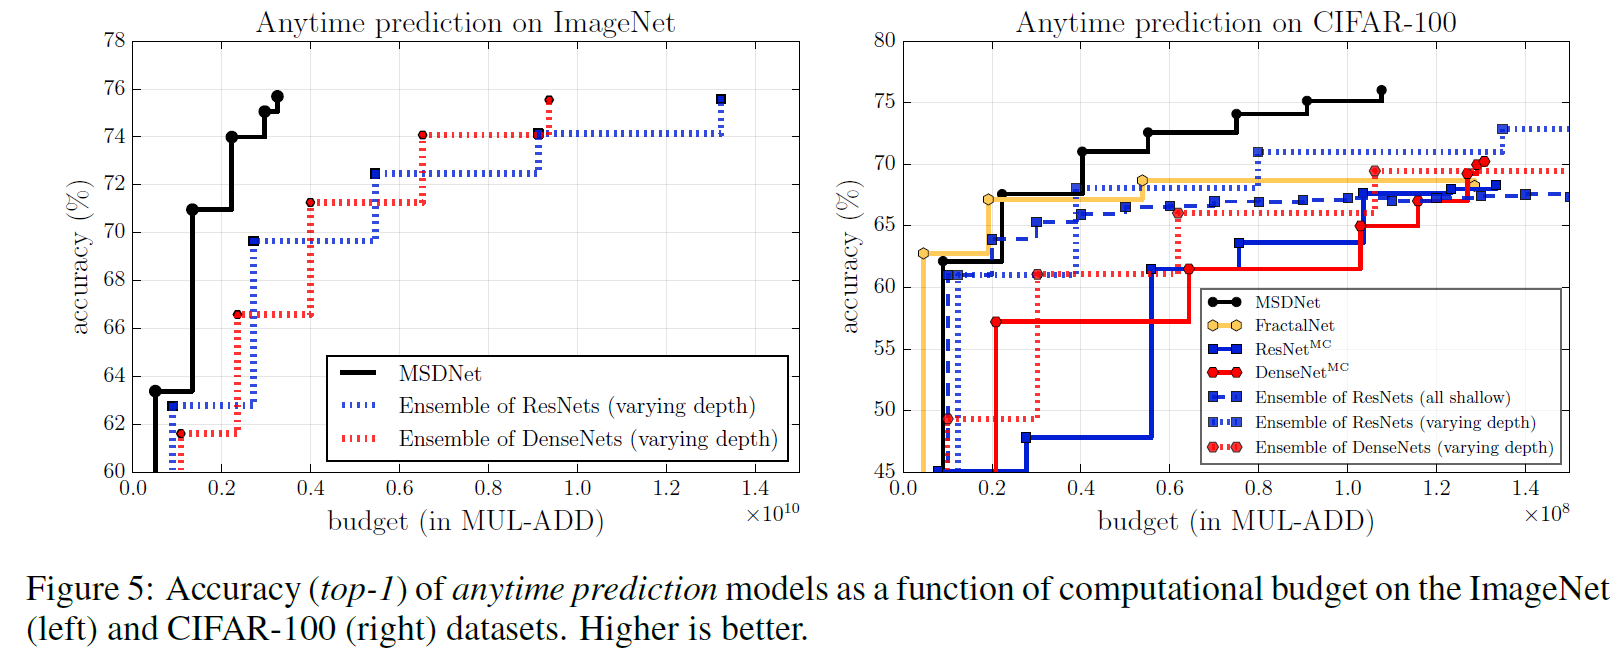 Anytime prediction on ImageNet
78
76
74
72
70
68
66
64
62
60
accuracy (%)
MSDNet
Ensemble of ResNets (varying depth)
Ensemble of DenseNets (varying depth)
0.0 0.2 0.4 0.6 0.8 1.0 1.2 1.4
×10^10
budget (in MUL-ADD)
Anytime prediction on CIFAR-100
80
75
70
65
60
55
50
45
accuracy (%)
MSDNet
FractalNet
ResNet^MC
DenseNet^MC
Ensemble of ResNets (all shallow)
Ensemble of ResNets (varying depth)
Ensemble of DenseNets (varying depth)
0.0 0.2 0.4 0.6 0.8 1.0 1.2 1.4
×10^8
budget (in MUL-ADD)
Figure 5: Accuracy (top-1) of anytime prediction models as a function of computational budget on the ImageNet
(left) and CIFAR-100 (right) datasets. Higher is better.